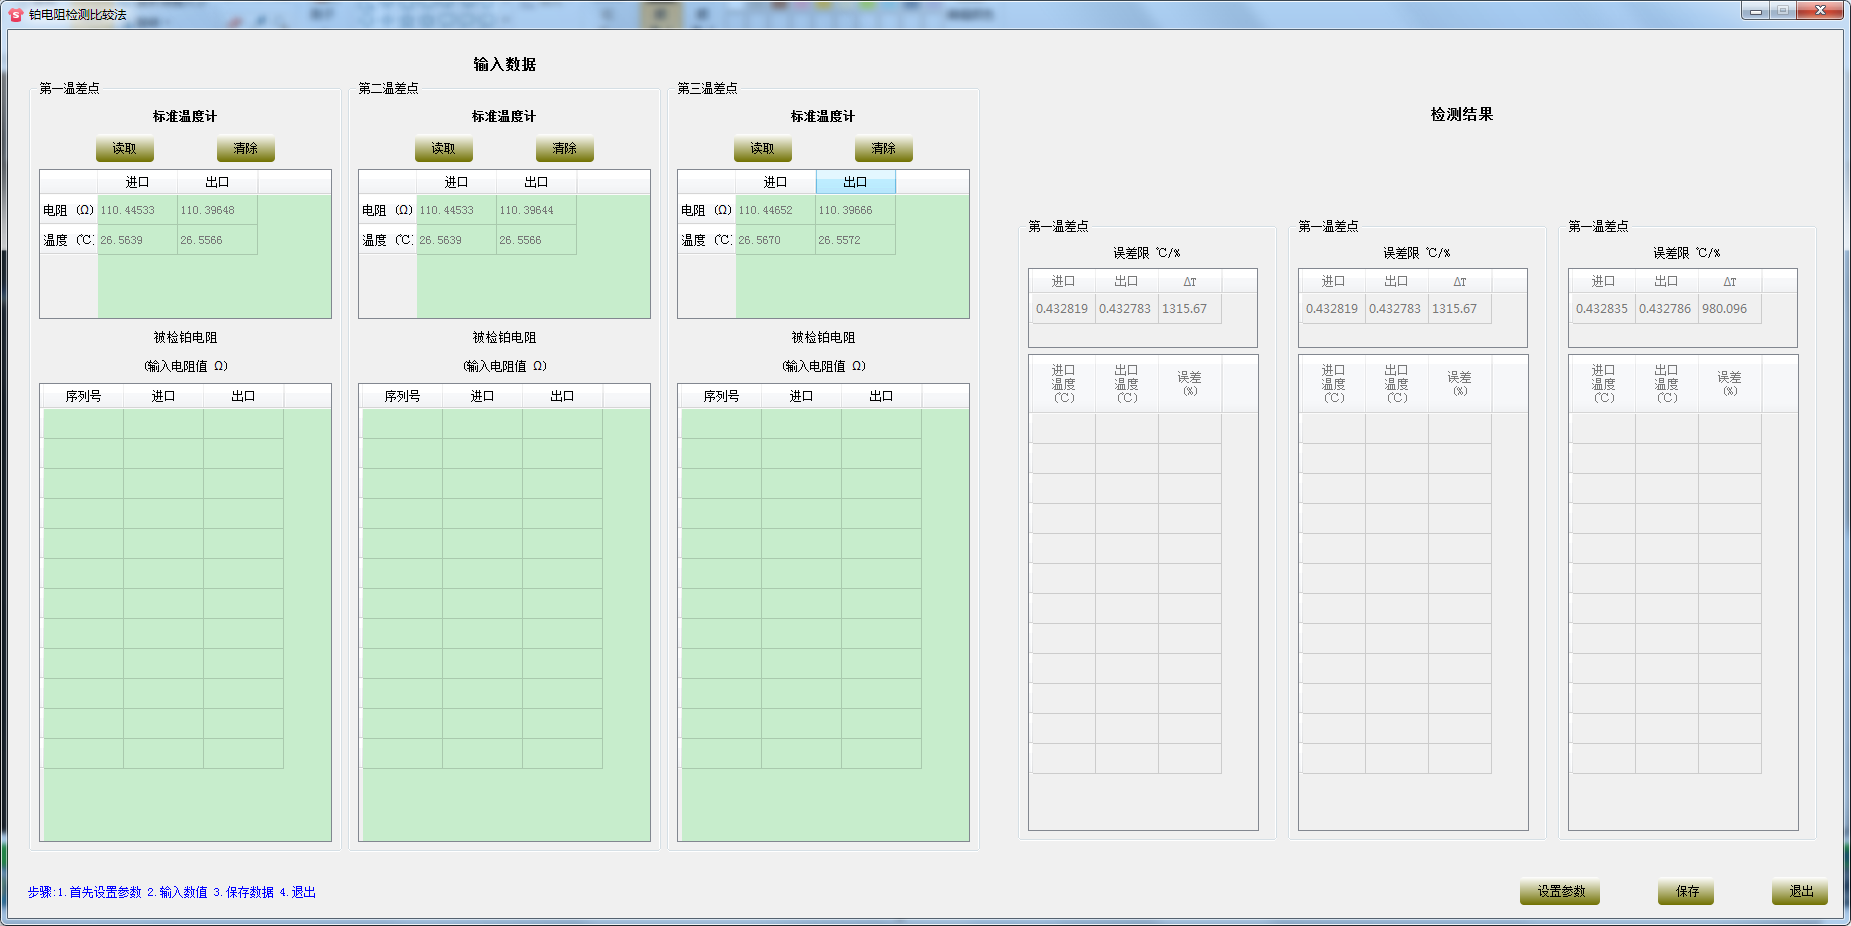 铂电阻检测比较法
输入数据
第一温差点
标准温度计
读取 清除
进口 出口
电阻 (Ω) 110.44533 110.39648
温度 (℃) 26.5639 26.5566
被检铂电阻
(输入电阻值 Ω)
序列号 进口 出口
第二温差点
标准温度计
读取 清除
进口 出口
电阻 (Ω) 110.44533 110.39644
温度 (℃) 26.5639 26.5566
被检铂电阻
(输入电阻值 Ω)
序列号 进口 出口
第三温差点
标准温度计
读取 清除
进口 出口
电阻 (Ω) 110.44652 110.39666
温度 (℃) 26.5670 26.5572
被检铂电阻
(输入电阻值 Ω)
序列号 进口 出口
检测结果
第一温差点
误差限 ℃/%
进口 出口 ΔT
0.432819 0.432783 1315.67
进口 出口 误差
温度 温度 (%)
(℃) (℃)
第一温差点
误差限 ℃/%
进口 出口 ΔT
0.432819 0.432783 1315.67
进口 出口 误差
温度 温度 (%)
(℃) (℃)
第一温差点
误差限 ℃/%
进口 出口 ΔT
0.432835 0.432786 980.096
进口 出口 误差
温度 温度 (%)
(℃) (℃)
步骤:1.首先设置参数 2.输入数值 3.保存数据 4.退出
设置参数 保存 退出